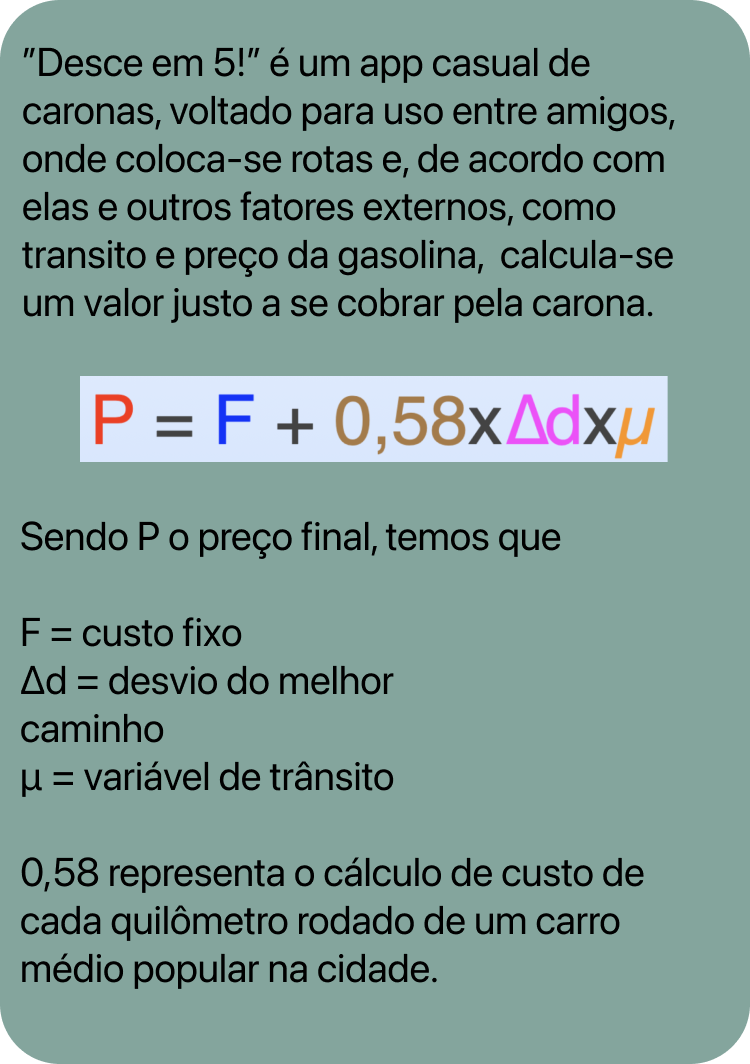 ”Desce em 5!” é um app casual de
caronas, voltado para uso entre amigos,
onde coloca-se rotas e, de acordo com
elas e outros fatores externos, como
transito e preço da gasolina,  calcula-se
um valor justo a se cobrar pela carona.
P = F + 0,58xΔdxμ
Sendo P o preço final, temos que
F = custo fixo
Δd = desvio do melhor
caminho
μ = variável de trânsito
0,58 representa o cálculo de custo de
cada quilômetro rodado de um carro
médio popular na cidade.